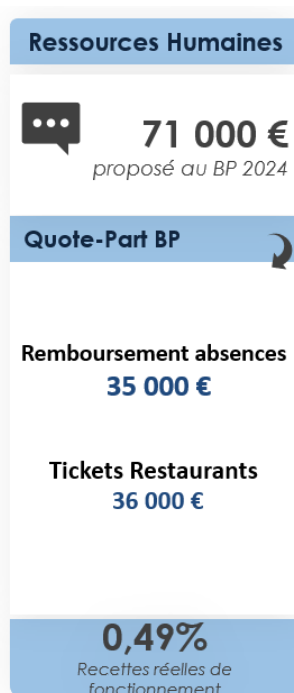 Ressources Humaines
71 000 €
proposé au BP 2024
Quote-Part BP
Remboursement absences
35 000 €
Tickets Restaurants
36 000 €
0,49%
Recettes réelles de
fonctionnement